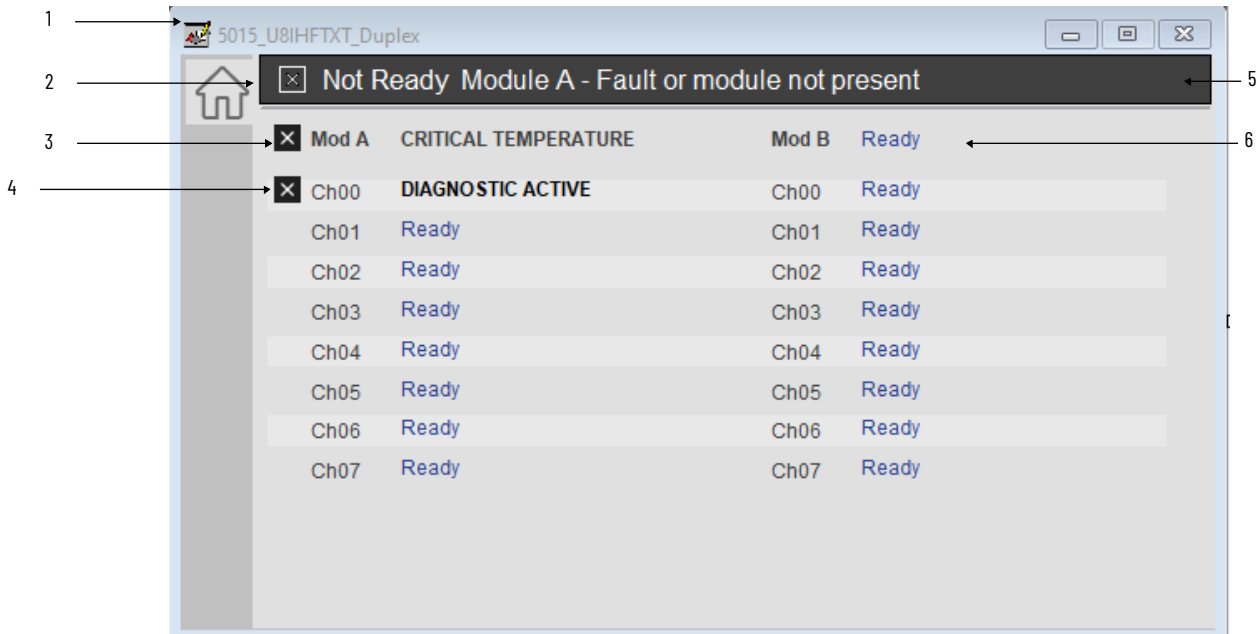 1
5015_U8IHFTXT_Duplex
2
Not Ready Module A - Fault or module not present
5
3
Mod A CRITICAL TEMPERATURE Mod B Ready
6
4
Ch00 DIAGNOSTIC ACTIVE Ch00 Ready
Ch01 Ready Ch01 Ready
Ch02 Ready Ch02 Ready
Ch03 Ready Ch03 Ready
Ch04 Ready Ch04 Ready
Ch05 Ready Ch05 Ready
Ch06 Ready Ch06 Ready
Ch07 Ready Ch07 Ready